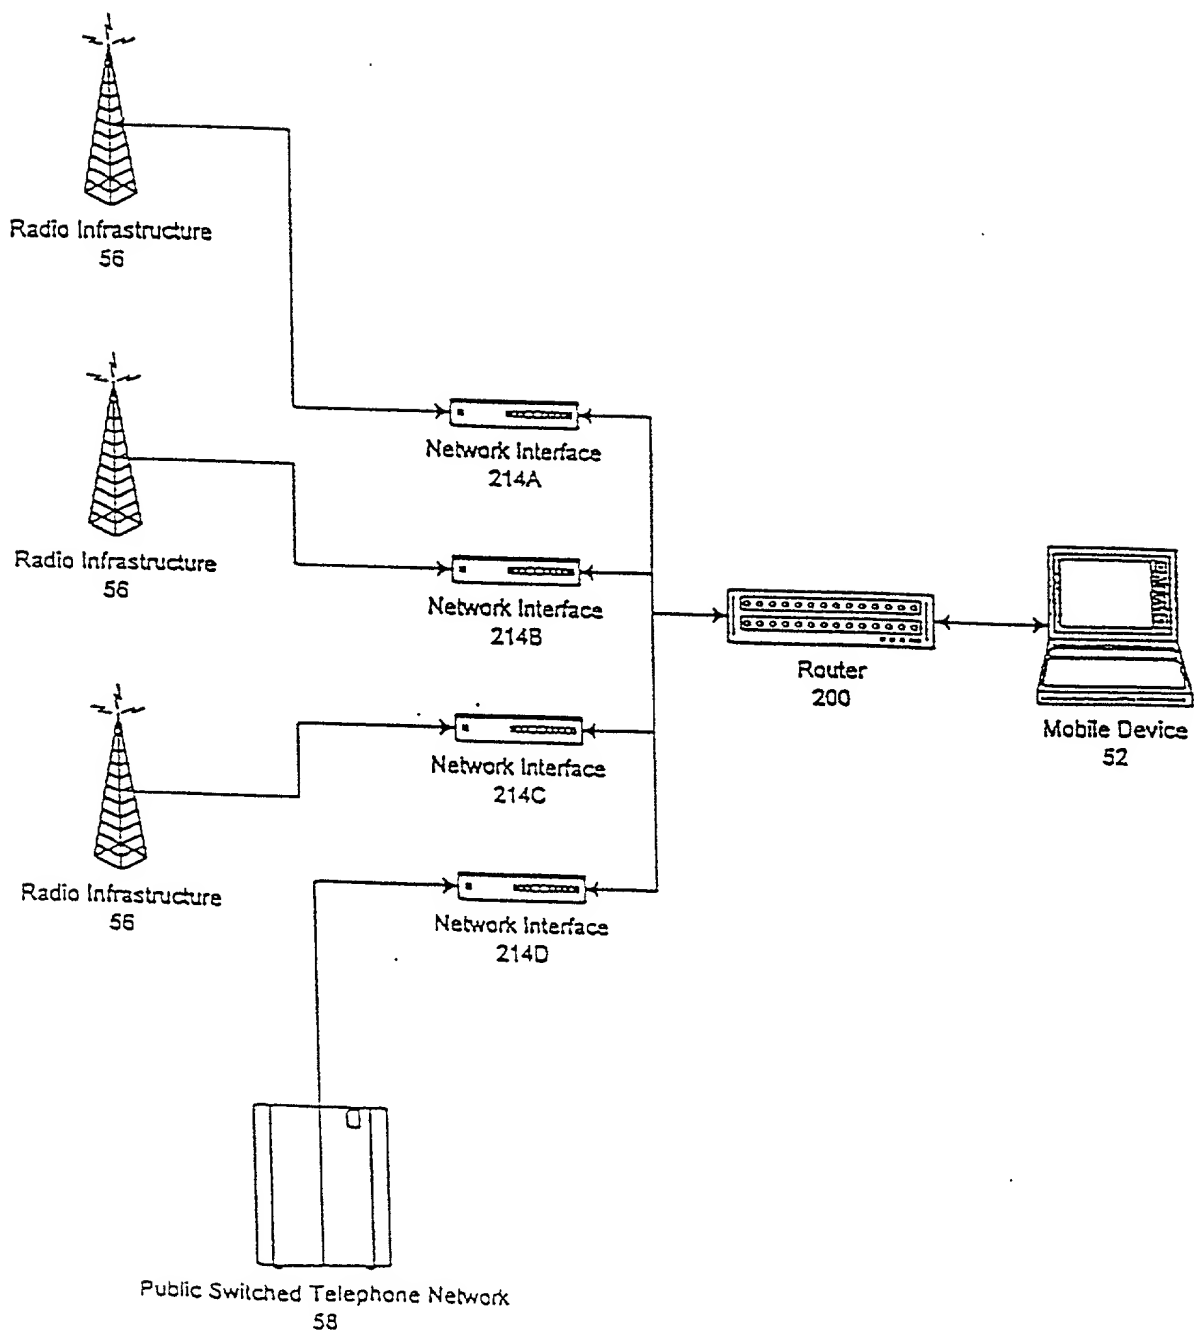 Radio Infrastructure
56
Network Interface
214A
Radio Infrastructure
56
Network Interface
214B
Router
200
Mobile Device
52
Network Interface
214C
Radio Infrastructure
56
Network Interface
214D
Public Switched Telephone Network
58